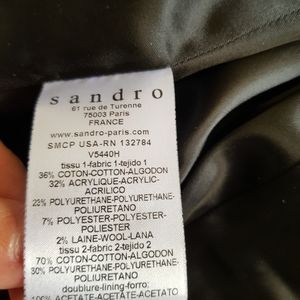 sandro
61 rue de Turenne
75003 Paris
FRANCE
www.sandro-paris.com
SMCP USA-RN 132784
V5440H
tissu 1-fabric 1-tejido 1
36% COTON-COTTON-ALGODON
32% ACRYLIQUE-ACRYLIC-
ACRILICO
23% POLYURETHANE-POLYURETHANE-
POLIURETANO
7% POLYESTER-POLYESTER-
POLIESTER
2% LAINE-WOOL-LANA
tissu 2-fabric 2-tejido 2
70% COTON-COTTON-ALGODON
30% POLYURETHANE-POLYURETHANE-
POLIURETANO
doublure-lining-forro:
100% ACETATE-ACETATE-ACETATO